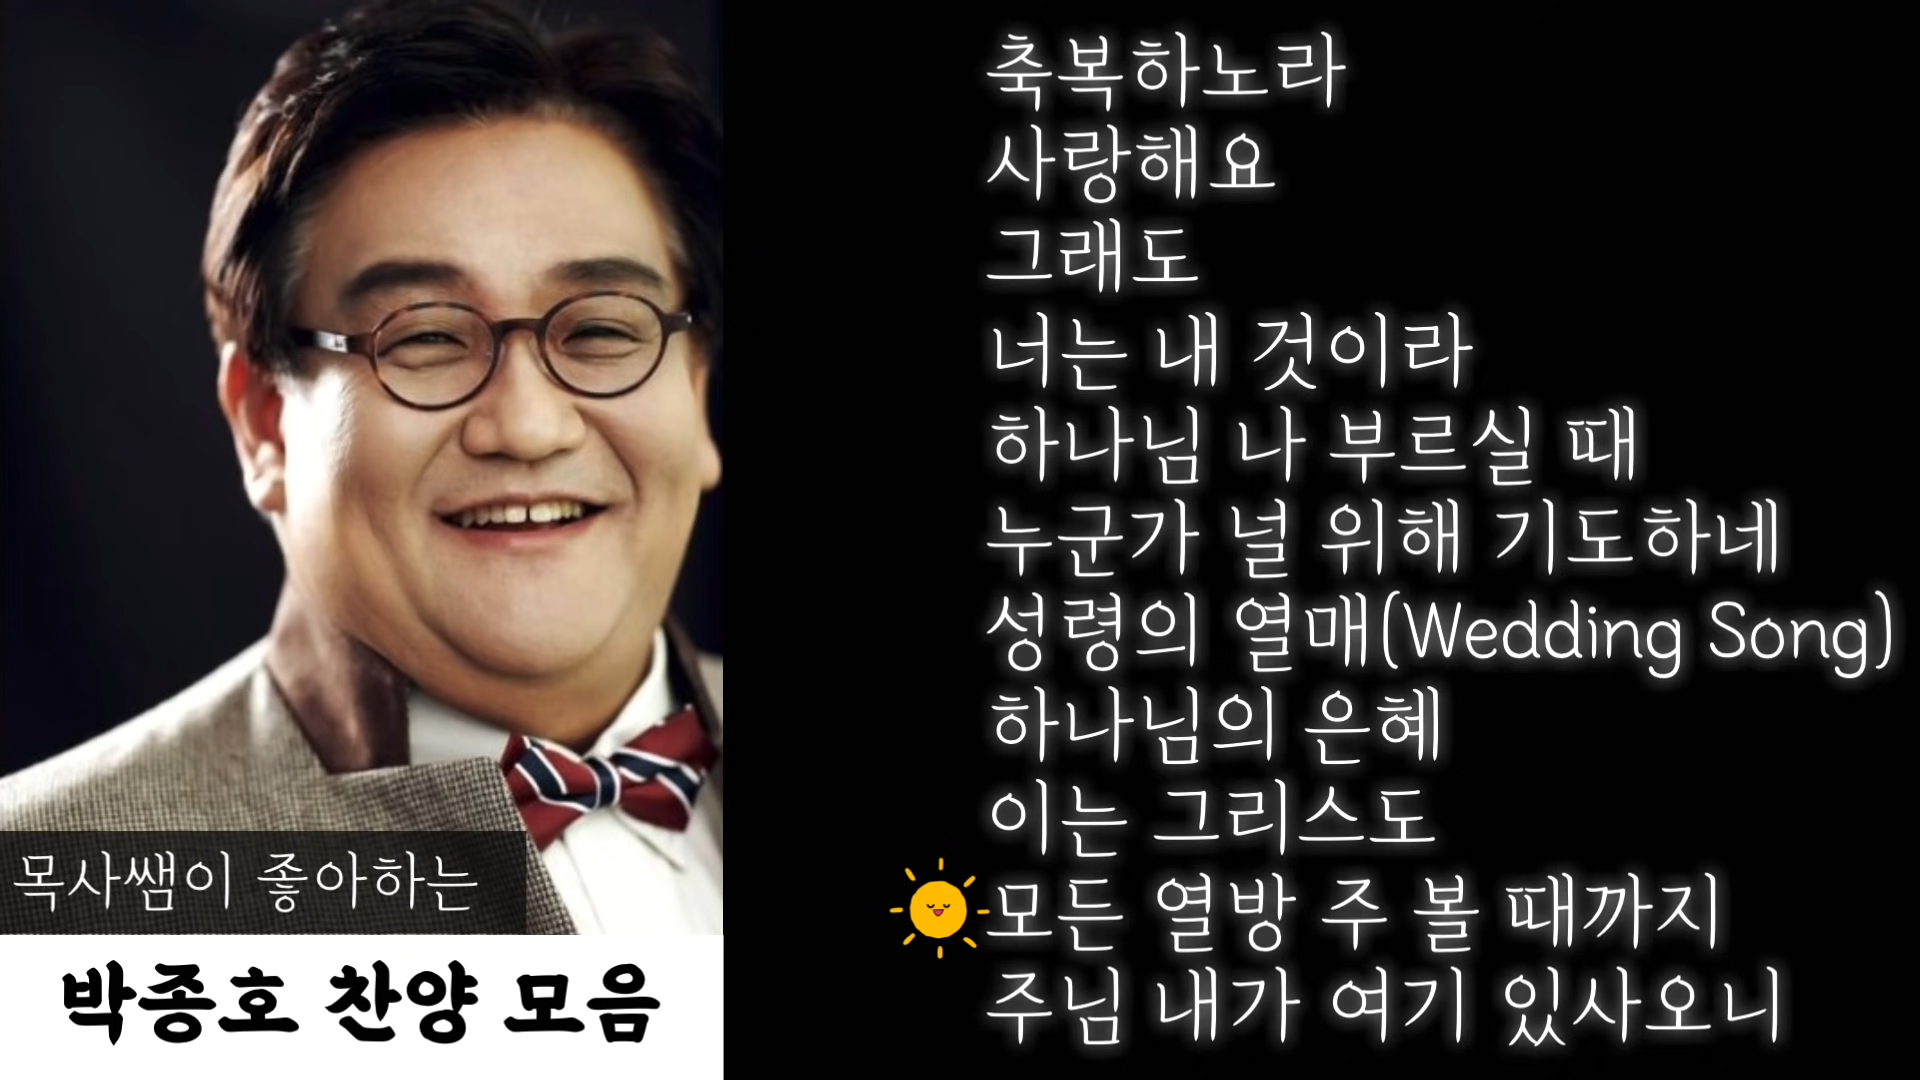 축복하노라
사랑해요
그래도
너는 내 것이라
하나님 나 부르실 때
누군가 널 위해 기도하네
성령의 열매(Wedding Song)
하나님의 은혜
이는 그리스도
모든 열방 주 볼 때까지
주님 내가 여기 있사오니
목사쌤이 좋아하는
박종호 찬양 모음